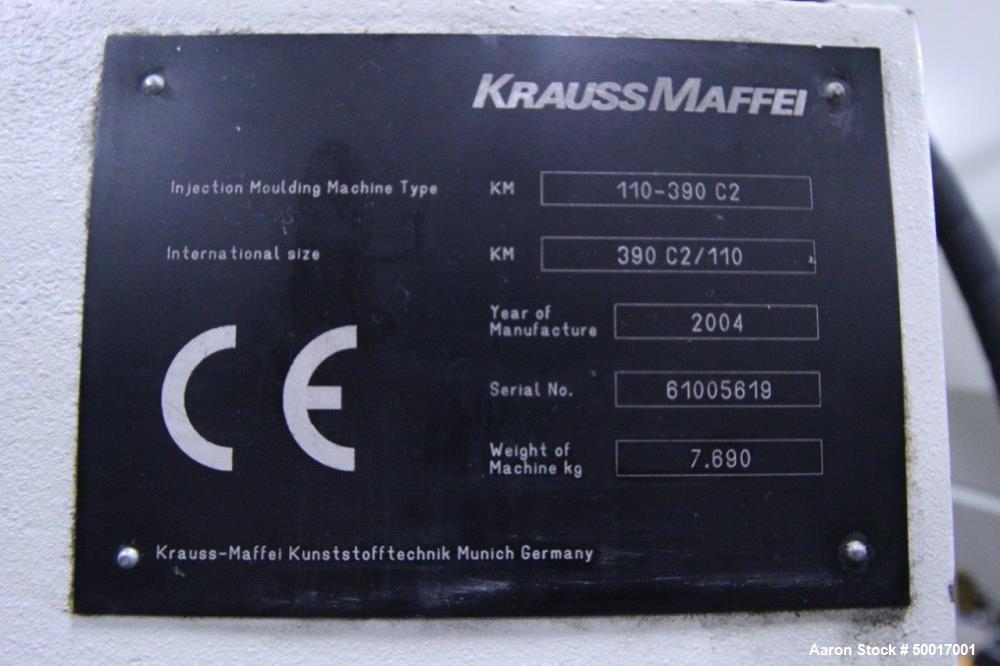 KRAUSSMAFFEI
Injection Moulding Machine Type KM 110-390 C2
International size KM 390 C2/110
Year of
Manufacture 2004
Serial No. 61005619
Weight of
Machine kg 7.690
CE
Krauss-Maffei Kunststofftechnik Munich Germany
Aaron Stock # 50017001